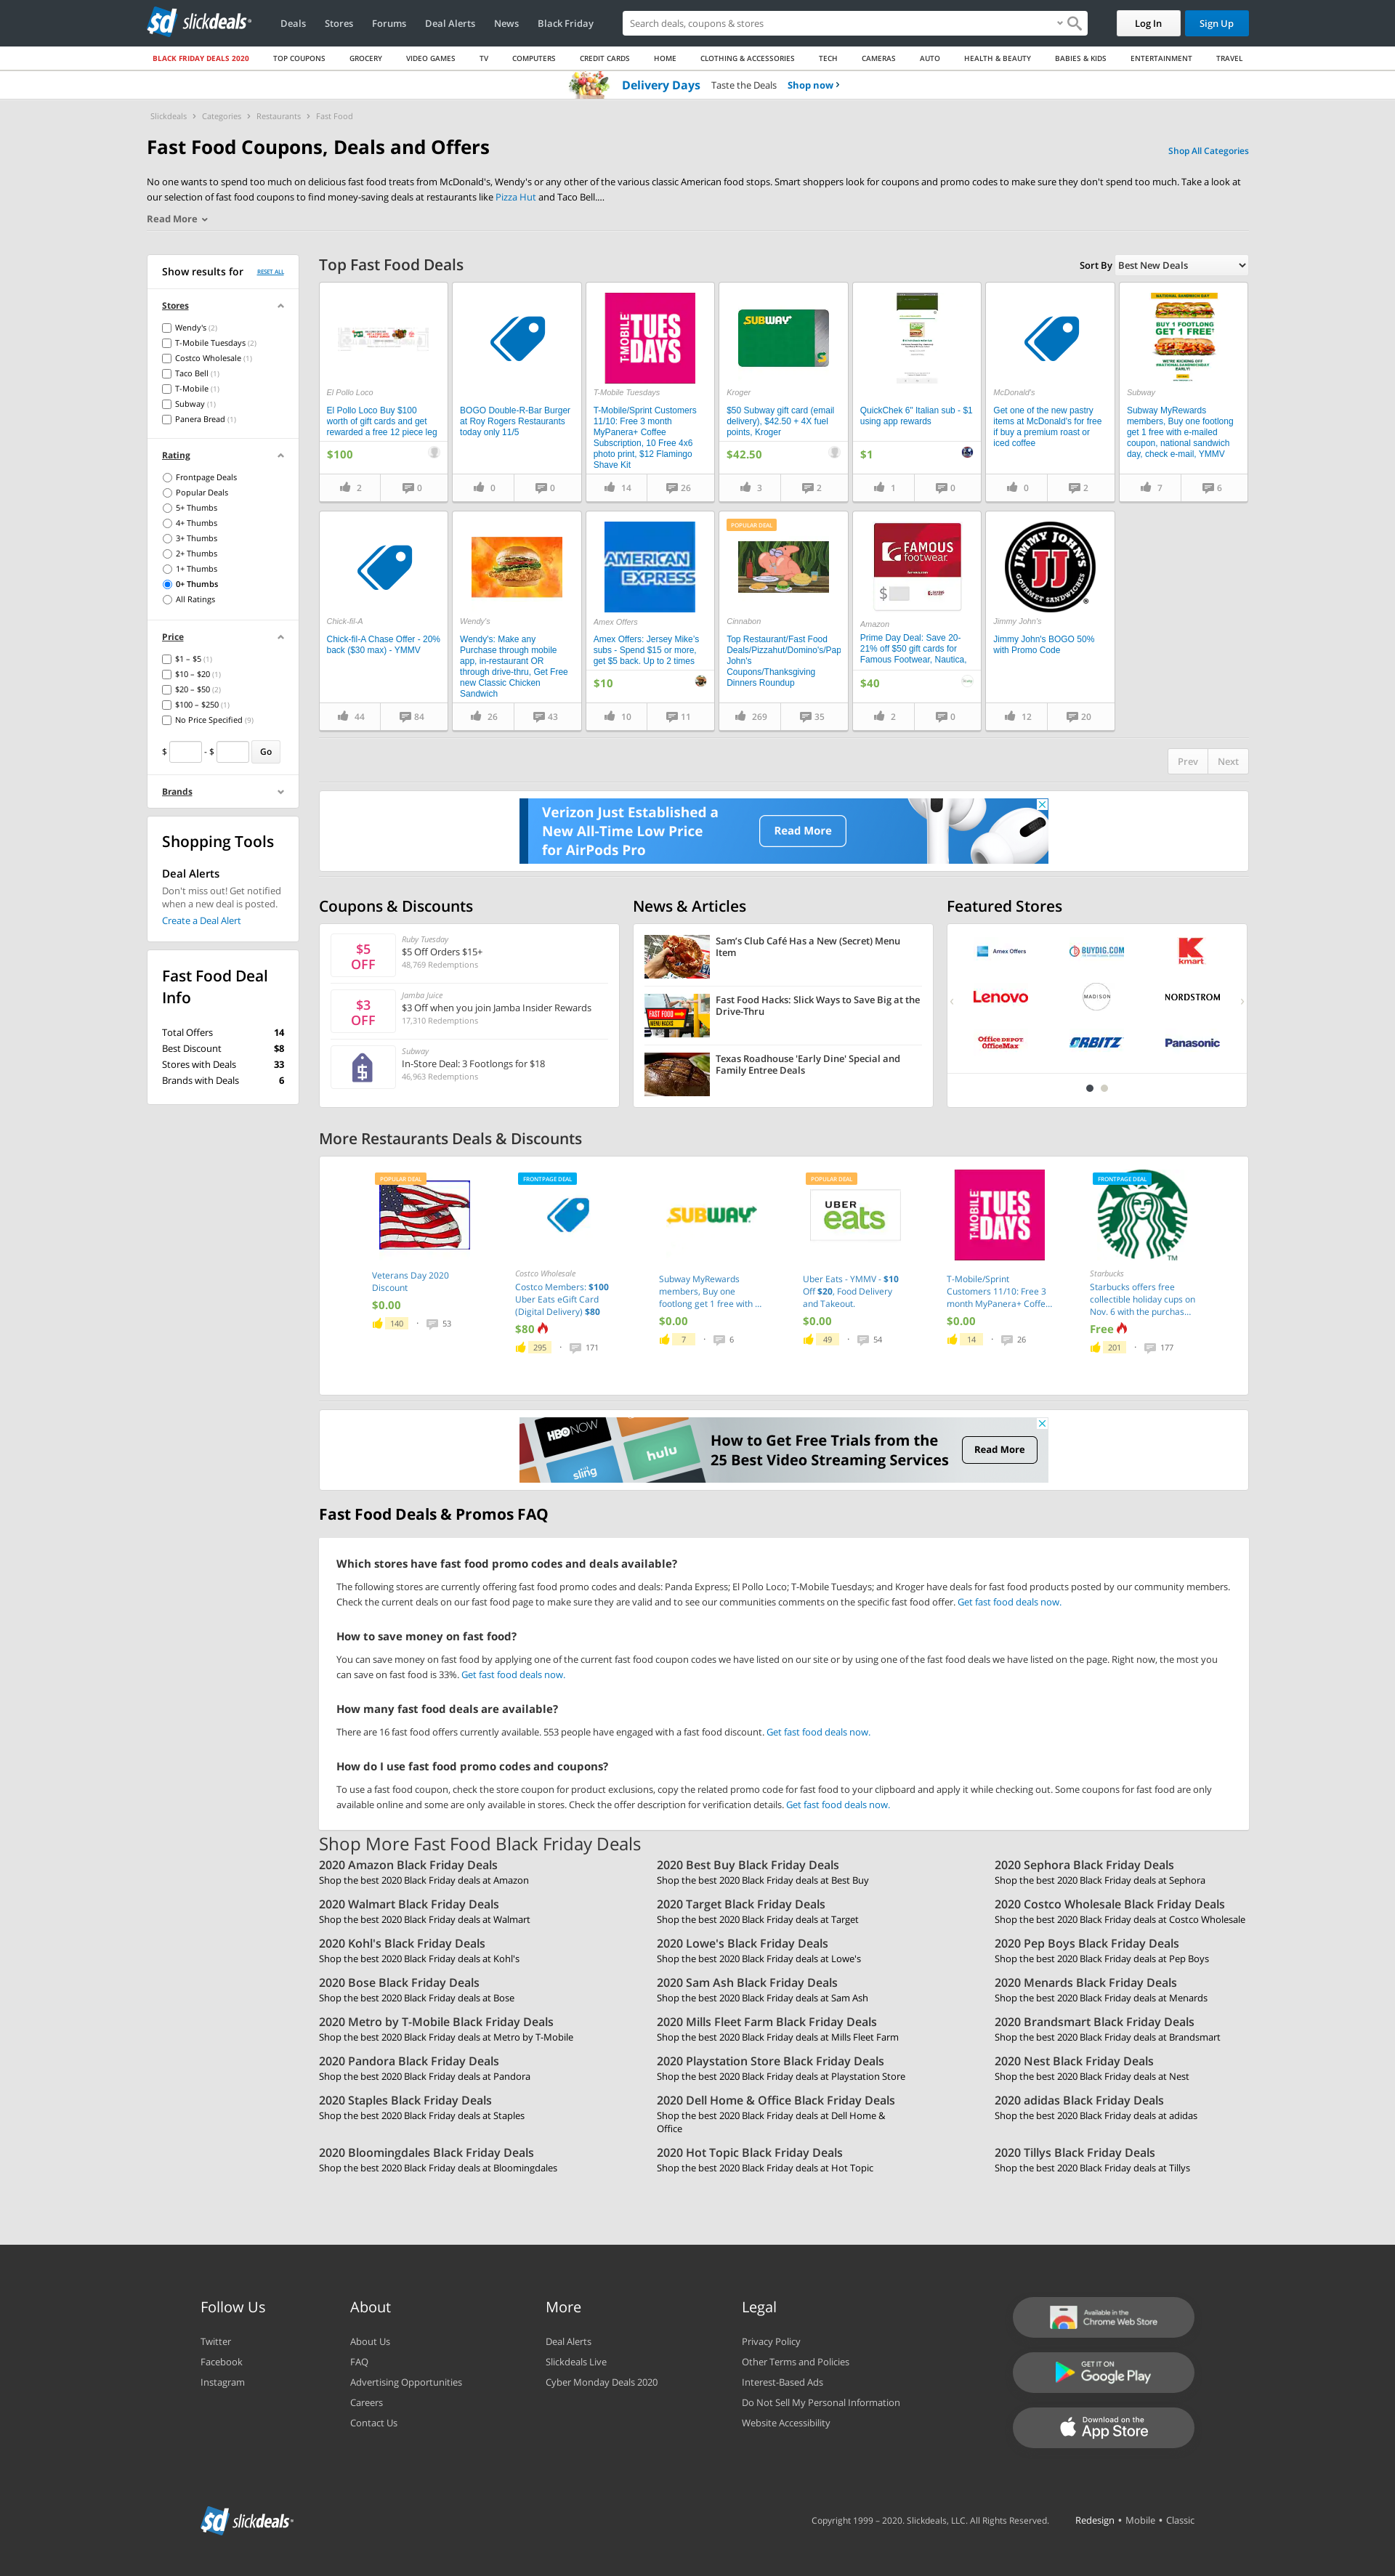 sd slickdeals
Deals Stores Forums Deal Alerts News Black Friday
Search deals, coupons & stores
Log In Sign Up
BLACK FRIDAY DEALS 2020 TOP COUPONS GROCERY VIDEO GAMES TV COMPUTERS CREDIT CARDS HOME CLOTHING & ACCESSORIES TECH CAMERAS AUTO HEALTH & BEAUTY BABIES & KIDS ENTERTAINMENT TRAVEL
Delivery Days Taste the Deals Shop now ›
Slickdeals › Categories › Restaurants › Fast Food
Fast Food Coupons, Deals and Offers
Shop All Categories
No one wants to spend too much on delicious fast food treats from McDonald's, Wendy's or any other of the various classic American food stops. Smart shoppers look for coupons and promo codes to make sure they don't spend too much. Take a look at
our selection of fast food coupons to find money-saving deals at restaurants like Pizza Hut and Taco Bell....
Read More
Show results for RESET ALL
Stores
Wendy's (2)
T-Mobile Tuesdays (2)
Costco Wholesale (1)
Taco Bell (1)
T-Mobile (1)
Subway (1)
Panera Bread (1)
Rating
Frontpage Deals
Popular Deals
5+ Thumbs
4+ Thumbs
3+ Thumbs
2+ Thumbs
1+ Thumbs
0+ Thumbs
All Ratings
Price
$1 – $5 (1)
$10 – $20 (1)
$20 – $50 (2)
$100 – $250 (1)
No Price Specified (9)
$ - $ Go
Brands
Shopping Tools
Deal Alerts
Don't miss out! Get notified
when a new deal is posted.
Create a Deal Alert
Fast Food Deal
Info
Total Offers 14
Best Discount $8
Stores with Deals 33
Brands with Deals 6
Top Fast Food Deals
Sort By Best New Deals
El Pollo Loco
El Pollo Loco Buy $100
worth of gift cards and get
rewarded a free 12 piece leg
$100
2 0
BOGO Double-R-Bar Burger
at Roy Rogers Restaurants
today only 11/5
0 0
T-MOBILE TUESDAYS
T-Mobile Tuesdays
T-Mobile/Sprint Customers
11/10: Free 3 month
MyPanera+ Coffee
Subscription, 10 Free 4x6
photo print, $12 Flamingo
Shave Kit
14 26
SUBWAY
Kroger
$50 Subway gift card (email
delivery), $42.50 + 4X fuel
points, Kroger
$42.50
3 2
QuickChek 6" Italian sub - $1
using app rewards
$1
1 0
McDonald's
Get one of the new pastry
items at McDonald's for free
if buy a premium roast or
iced coffee
0 2
NATIONAL SANDWICH DAY
BUY 1 FOOTLONG
GET 1 FREE
WE'RE KICKING OFF
#NATIONALSANDWICHDAY
EARLY!
Subway
Subway MyRewards
members, Buy one footlong
get 1 free with e-mailed
coupon, national sandwich
day, check e-mail, YMMV
7 6
Chick-fil-A
Chick-fil-A Chase Offer - 20%
back ($30 max) - YMMV
44 84
Wendy's
Wendy's: Make any
Purchase through mobile
app, in-restaurant OR
through drive-thru, Get Free
new Classic Chicken
Sandwich
26 43
AMERICAN
EXPRESS
Amex Offers
Amex Offers: Jersey Mike's
subs - Spend $15 or more,
get $5 back. Up to 2 times
$10
10 11
POPULAR DEAL
Cinnabon
Top Restaurant/Fast Food
Deals/Pizzahut/Domino's/Pap
John's
Coupons/Thanksgiving
Dinners Roundup
269 35
FAMOUS
footwear.
$
Amazon
Prime Day Deal: Save 20-
21% off $50 gift cards for
Famous Footwear, Nautica,
$40
2 0
JIMMY JOHN'S
JJ
GOURMET SANDWICHES
Jimmy John's
Jimmy John's BOGO 50%
with Promo Code
12 20
Prev Next
Verizon Just Established a
New All-Time Low Price
for AirPods Pro
Read More
Coupons & Discounts
$5
OFF
Ruby Tuesday
$5 Off Orders $15+
48,769 Redemptions
$3
OFF
Jamba Juice
$3 Off when you join Jamba Insider Rewards
17,310 Redemptions
Subway
In-Store Deal: 3 Footlongs for $18
46,963 Redemptions
News & Articles
Sam's Club Café Has a New (Secret) Menu
Item
FAST FOOD
MENU HACKS
Fast Food Hacks: Slick Ways to Save Big at the
Drive-Thru
Texas Roadhouse 'Early Dine' Special and
Family Entree Deals
Featured Stores
Amex Offers BUYDIG.COM kmart
Lenovo MADISON NORDSTROM
Office DEPOT OfficeMax ORBITZ Panasonic
More Restaurants Deals & Discounts
POPULAR DEAL
Veterans Day 2020
Discount
$0.00
140 · 53
FRONTPAGE DEAL
Costco Wholesale
Costco Members: $100
Uber Eats eGift Card
(Digital Delivery) $80
$80
295 · 171
SUBWAY
Subway MyRewards
members, Buy one
footlong get 1 free with ...
$0.00
7 · 6
POPULAR DEAL
UBER
eats
Uber Eats - YMMV - $10
Off $20, Food Delivery
and Takeout.
$0.00
49 · 54
T-MOBILE TUESDAYS
T-Mobile/Sprint
Customers 11/10: Free 3
month MyPanera+ Coffe...
$0.00
14 · 26
FRONTPAGE DEAL
Starbucks
Starbucks offers free
collectible holiday cups on
Nov. 6 with the purchas...
Free
201 · 177
HBO NOW
sling
hulu
How to Get Free Trials from the
25 Best Video Streaming Services
Read More
Fast Food Deals & Promos FAQ
Which stores have fast food promo codes and deals available?
The following stores are currently offering fast food promo codes and deals: Panda Express; El Pollo Loco; T-Mobile Tuesdays; and Kroger have deals for fast food products posted by our community members.
Check the current deals on our fast food page to make sure they are valid and to see our communities comments on the specific fast food offer. Get fast food deals now.
How to save money on fast food?
You can save money on fast food by applying one of the current fast food coupon codes we have listed on our site or by using one of the fast food deals we have listed on the page. Right now, the most you
can save on fast food is 33%. Get fast food deals now.
How many fast food deals are available?
There are 16 fast food offers currently available. 553 people have engaged with a fast food discount. Get fast food deals now.
How do I use fast food promo codes and coupons?
To use a fast food coupon, check the store coupon for product exclusions, copy the related promo code for fast food to your clipboard and apply it while checking out. Some coupons for fast food are only
available online and some are only available in stores. Check the offer description for verification details. Get fast food deals now.
Shop More Fast Food Black Friday Deals
2020 Amazon Black Friday Deals
Shop the best 2020 Black Friday deals at Amazon
2020 Best Buy Black Friday Deals
Shop the best 2020 Black Friday deals at Best Buy
2020 Sephora Black Friday Deals
Shop the best 2020 Black Friday deals at Sephora
2020 Walmart Black Friday Deals
Shop the best 2020 Black Friday deals at Walmart
2020 Target Black Friday Deals
Shop the best 2020 Black Friday deals at Target
2020 Costco Wholesale Black Friday Deals
Shop the best 2020 Black Friday deals at Costco Wholesale
2020 Kohl's Black Friday Deals
Shop the best 2020 Black Friday deals at Kohl's
2020 Lowe's Black Friday Deals
Shop the best 2020 Black Friday deals at Lowe's
2020 Pep Boys Black Friday Deals
Shop the best 2020 Black Friday deals at Pep Boys
2020 Bose Black Friday Deals
Shop the best 2020 Black Friday deals at Bose
2020 Sam Ash Black Friday Deals
Shop the best 2020 Black Friday deals at Sam Ash
2020 Menards Black Friday Deals
Shop the best 2020 Black Friday deals at Menards
2020 Metro by T-Mobile Black Friday Deals
Shop the best 2020 Black Friday deals at Metro by T-Mobile
2020 Mills Fleet Farm Black Friday Deals
Shop the best 2020 Black Friday deals at Mills Fleet Farm
2020 Brandsmart Black Friday Deals
Shop the best 2020 Black Friday deals at Brandsmart
2020 Pandora Black Friday Deals
Shop the best 2020 Black Friday deals at Pandora
2020 Playstation Store Black Friday Deals
Shop the best 2020 Black Friday deals at Playstation Store
2020 Nest Black Friday Deals
Shop the best 2020 Black Friday deals at Nest
2020 Staples Black Friday Deals
Shop the best 2020 Black Friday deals at Staples
2020 Dell Home & Office Black Friday Deals
Shop the best 2020 Black Friday deals at Dell Home &
Office
2020 adidas Black Friday Deals
Shop the best 2020 Black Friday deals at adidas
2020 Bloomingdales Black Friday Deals
Shop the best 2020 Black Friday deals at Bloomingdales
2020 Hot Topic Black Friday Deals
Shop the best 2020 Black Friday deals at Hot Topic
2020 Tillys Black Friday Deals
Shop the best 2020 Black Friday deals at Tillys
Follow Us
Twitter
Facebook
Instagram
About
About Us
FAQ
Advertising Opportunities
Careers
Contact Us
More
Deal Alerts
Slickdeals Live
Cyber Monday Deals 2020
Legal
Privacy Policy
Other Terms and Policies
Interest-Based Ads
Do Not Sell My Personal Information
Website Accessibility
Available in the
Chrome Web Store
GET IT ON
Google Play
Download on the
App Store
sd slickdeals
Copyright 1999 – 2020. Slickdeals, LLC. All Rights Reserved. Redesign • Mobile • Classic